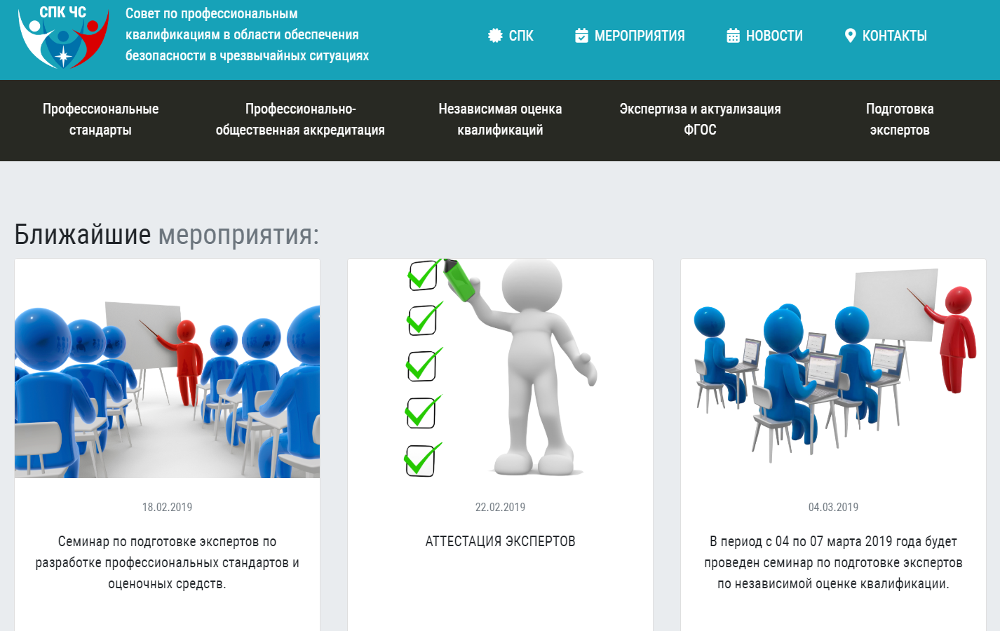 СПК ЧС
Совет по профессиональным
квалификациям в области обеспечения
безопасности в чрезвычайных ситуациях
СПК
МЕРОПРИЯТИЯ
НОВОСТИ
КОНТАКТЫ
Профессиональные
стандарты
Профессионально-
общественная аккредитация
Независимая оценка
квалификаций
Экспертиза и актуализация
ФГОС
Подготовка
экспертов
Ближайшие мероприятия:
18.02.2019
Семинар по подготовке экспертов по
разработке профессиональных стандартов и
оценочных средств.
22.02.2019
АТТЕСТАЦИЯ ЭКСПЕРТОВ
04.03.2019
В период с 04 по 07 марта 2019 года будет
проведен семинар по подготовке экспертов
по независимой оценке квалификации.